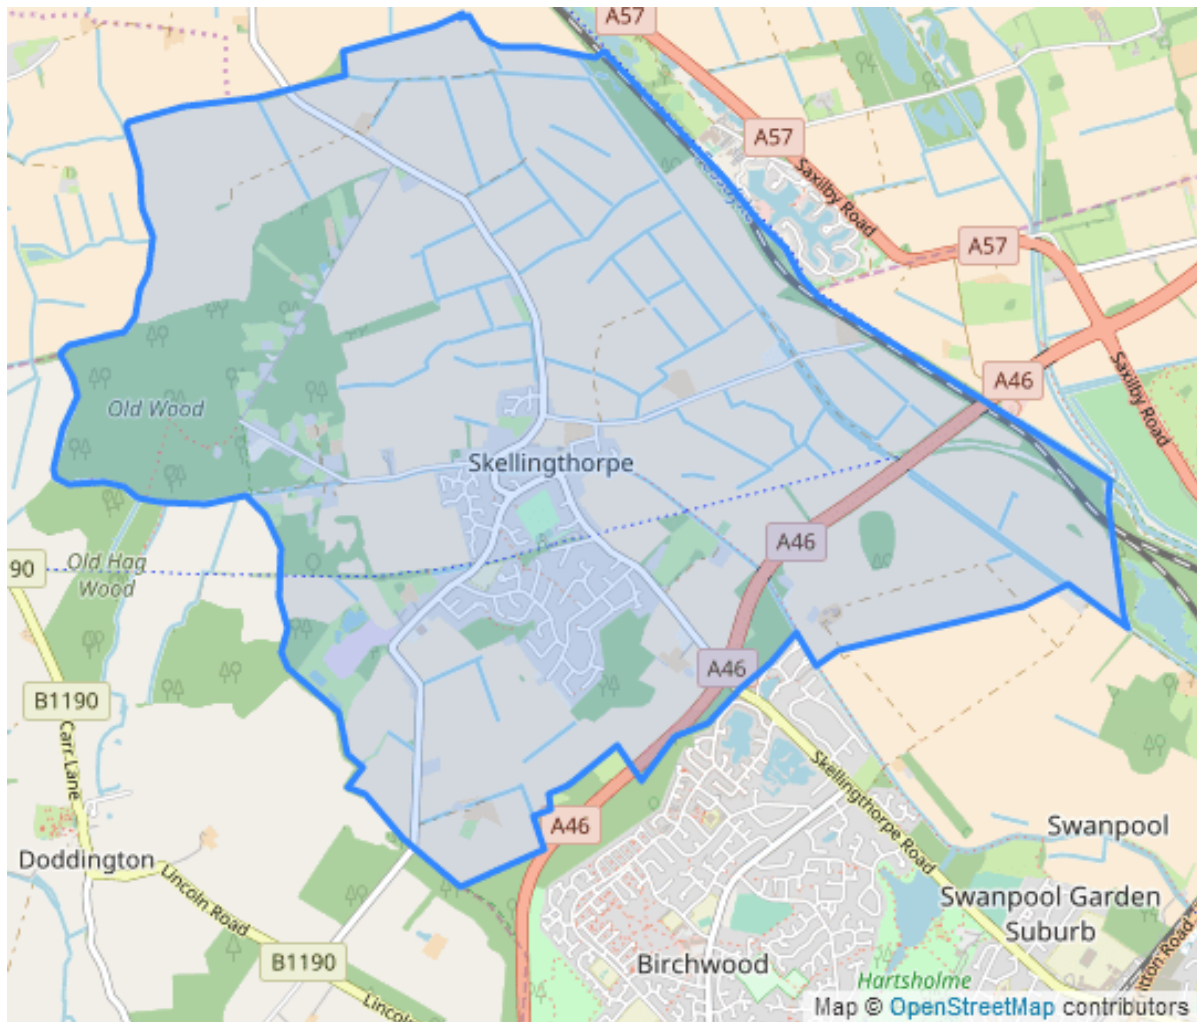 A57
A57
Saxilby Road
A57
A46
Saxilby Road
Old Wood
Skellingthorpe
A46
90
Old Hag
Wood
A46
B1190
Carr Lane
Skellingthorpe Road
A46
Swanpool
Doddington
Lincoln Road
Swanpool Garden
Suburb
B1190
Birchwood
Hartsholme
Map © OpenStreetMap contributors